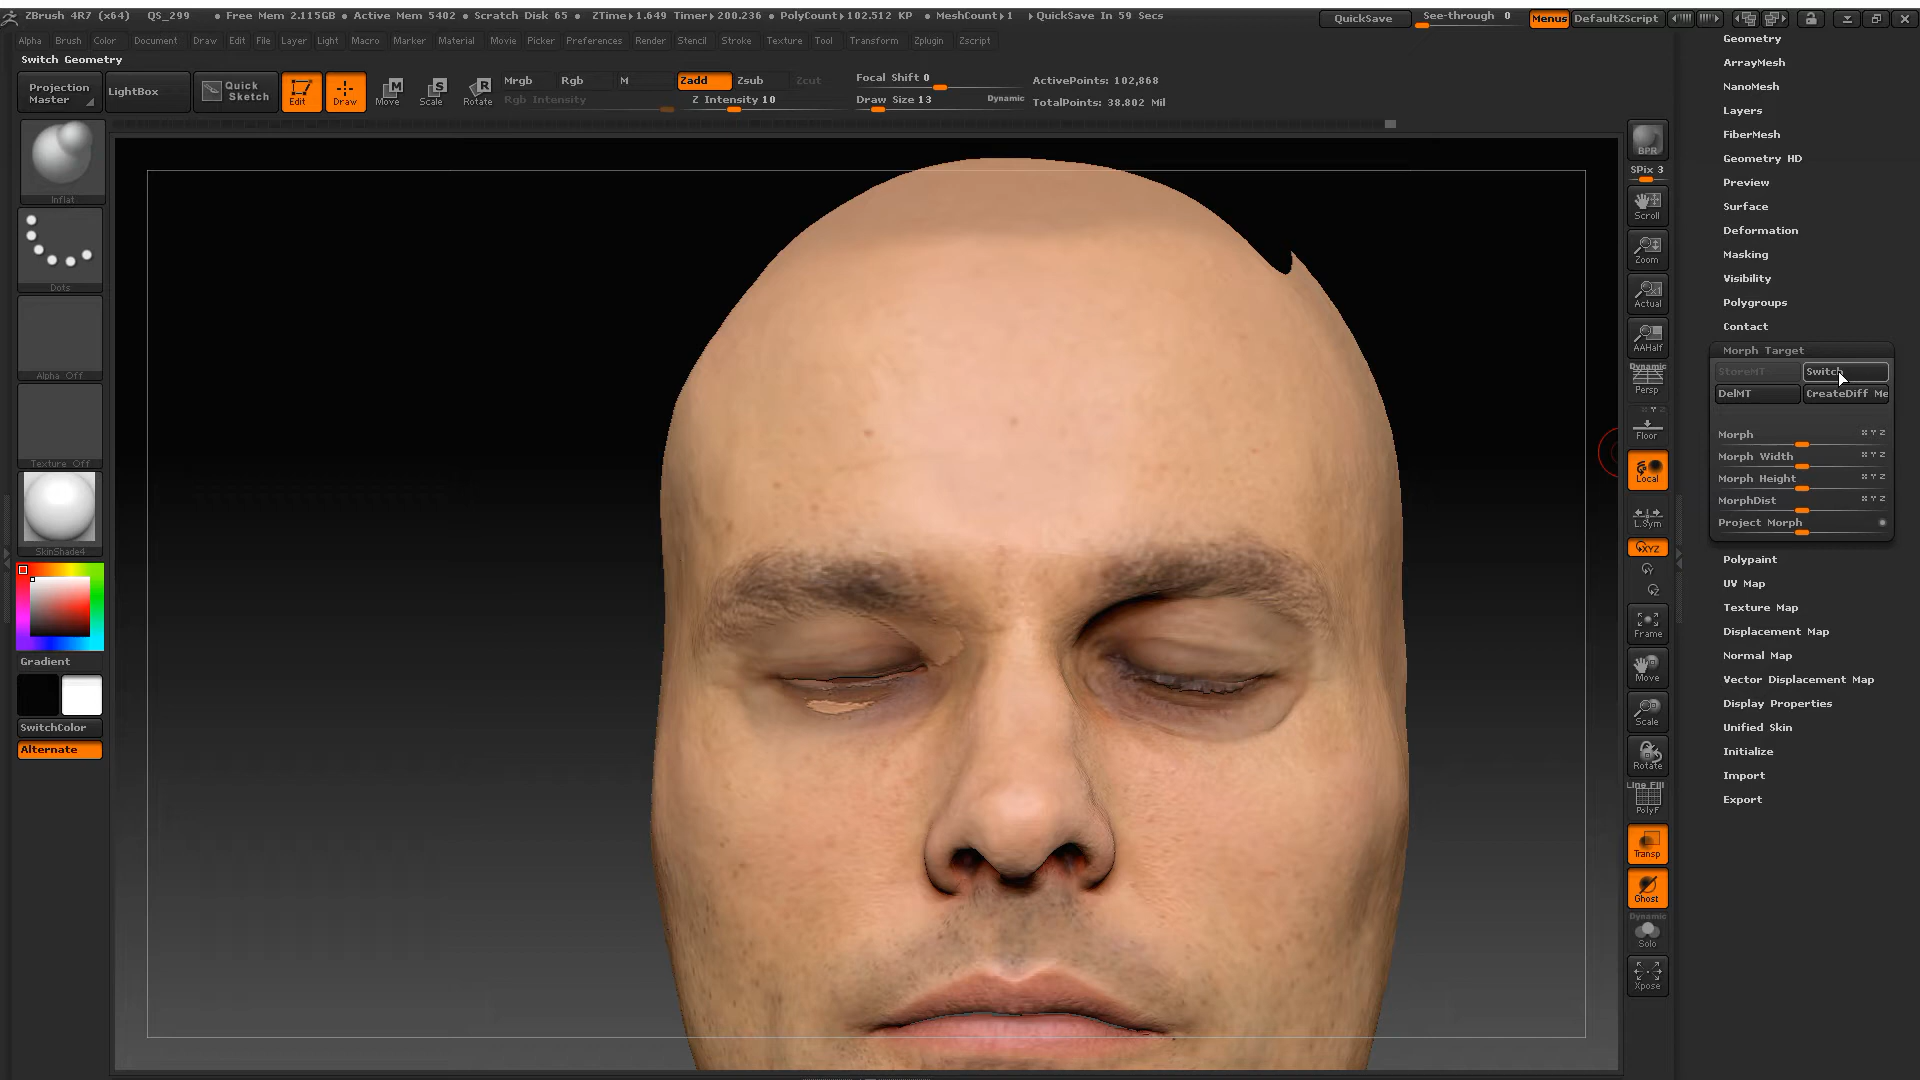 ZBrush 4R7 (x64) QS_299 • Free Mem 2.115GB • Active Mem 5402 • Scratch Disk 65 • ZTime▸1.649 Timer▸200.236 • PolyCount▸102.512 KP • MeshCount▸1 ▸QuickSave In 59 Secs QuickSave See-through 0 Menus DefaultZScript
Alpha Brush Color Document Draw Edit File Layer Light Macro Marker Material Movie Picker Preferences Render Stencil Stroke Texture Tool Transform Zplugin Zscript
Switch Geometry
Projection Master
LightBox
Quick Sketch
Edit
Draw
Move
Scale
Rotate
Mrgb Rgb M Zadd Zsub Zcut
Rgb Intensity
Z Intensity 10
Focal Shift 0
Draw Size 13
Dynamic
ActivePoints: 102,868
TotalPoints: 38.802 Mil
Inflat
Dots
Alpha Off
Texture Off
SkinShade4
Gradient
SwitchColor
Alternate
BPR
SPix 3
Scroll
Zoom
Actual
AAHalf
Dynamic
Persp
Floor
Local
L.Sym
XYZ
Y
Z
Frame
Move
Scale
Rotate
Line Fill
PolyF
Transp
Ghost
Dynamic
Solo
Xpose
Geometry
ArrayMesh
NanoMesh
Layers
FiberMesh
Geometry HD
Preview
Surface
Deformation
Masking
Visibility
Polygroups
Contact
Morph Target
StoreMT Switch
DelMT CreateDiff Me
Morph X Y Z
Morph Width X Y Z
Morph Height X Y Z
MorphDist X Y Z
Project Morph
Polypaint
UV Map
Texture Map
Displacement Map
Normal Map
Vector Displacement Map
Display Properties
Unified Skin
Initialize
Import
Export